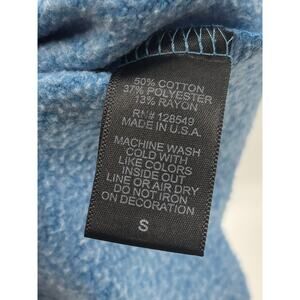 50% COTTON
37% POLYESTER
13% RAYON
RN# 128549
MADE IN U.S.A.
MACHINE WASH
COLD WITH
LIKE COLORS
INSIDE OUT
LINE OR AIR DRY
DO NOT IRON
ON DECORATION
S